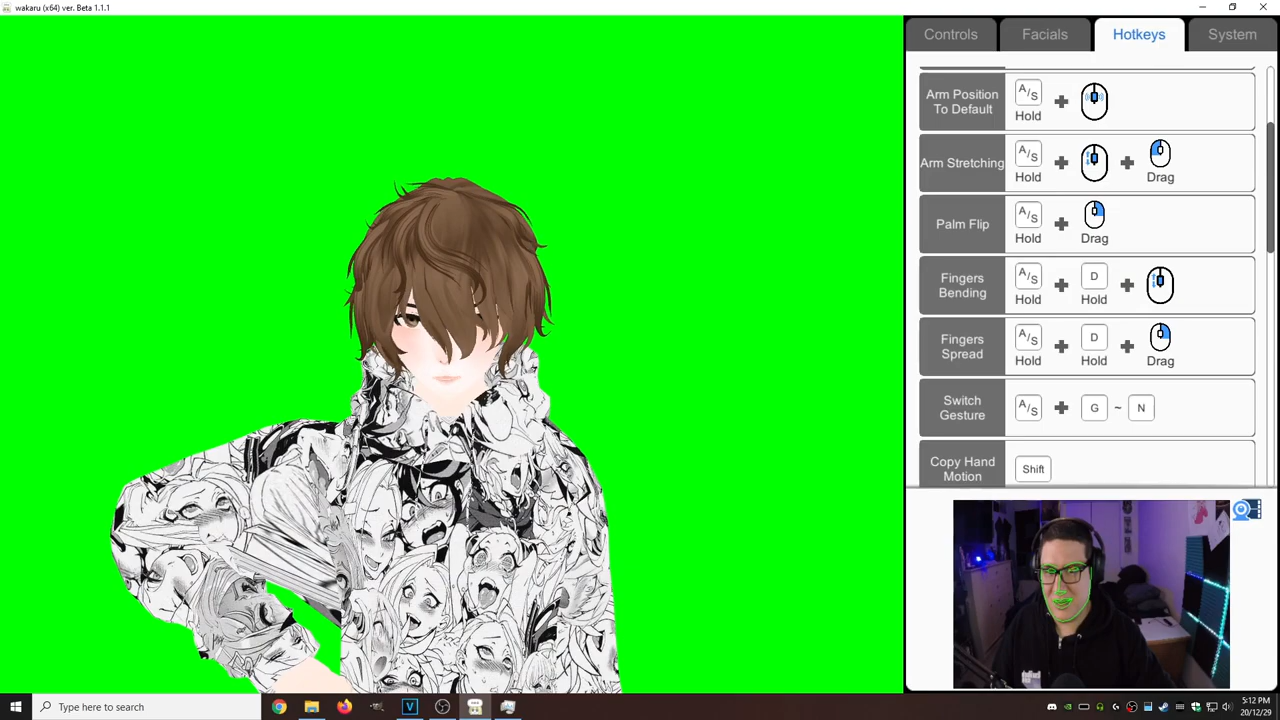 wakaru (x64) ver. Beta 1.1.1
Controls
Facials
Hotkeys
System
Arm Position
To Default
A/S
Hold
Arm Stretching
A/S
Hold
Drag
Palm Flip
A/S
Hold
Drag
Fingers
Bending
A/S
Hold
D
Hold
Fingers
Spread
A/S
Hold
D
Hold
Drag
Switch
Gesture
A/S
G ~ N
Copy Hand
Motion
Shift
Type here to search
5:12 PM
20/12/29